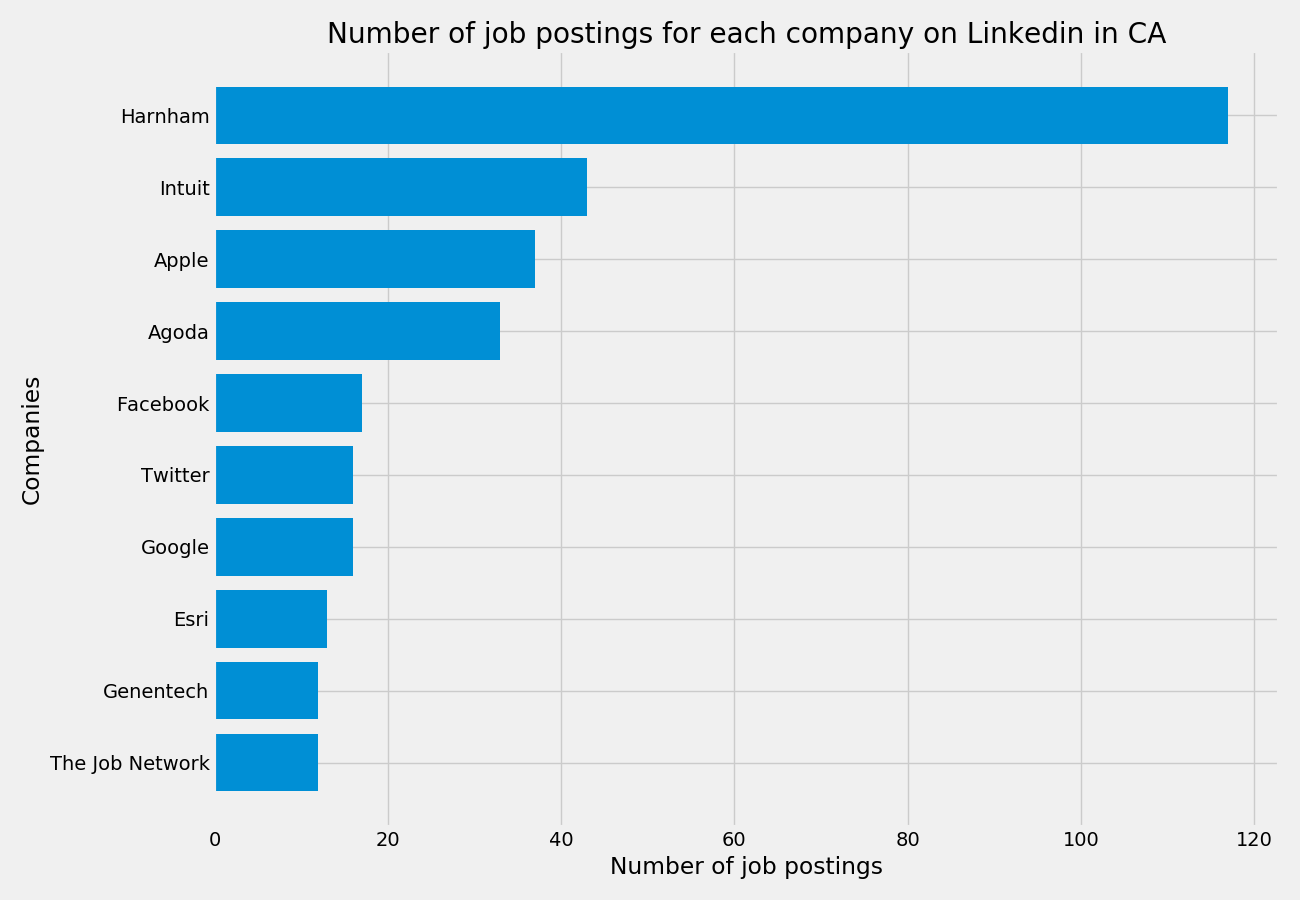 Number of job postings for each company on Linkedin in CA
Harnham
Intuit
Apple
Agoda
Facebook
Twitter
Google
Esri
Genentech
The Job Network
Companies
0 20 40 60 80 100 120
Number of job postings